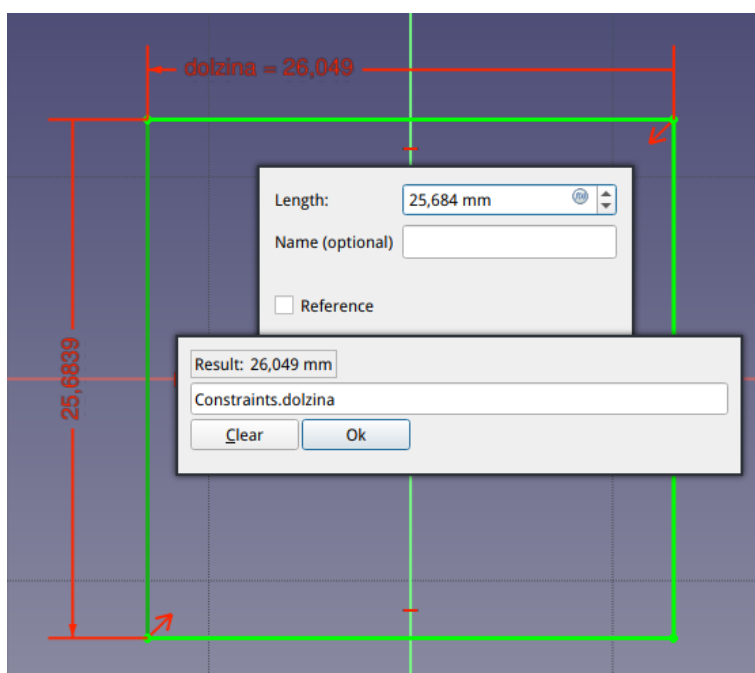 dolzina = 26,049
Length:
25,684 mm
f(x)
Name (optional)
Reference
25,6839
Result: 26,049 mm
Constraints.dolzina
Clear
Ok